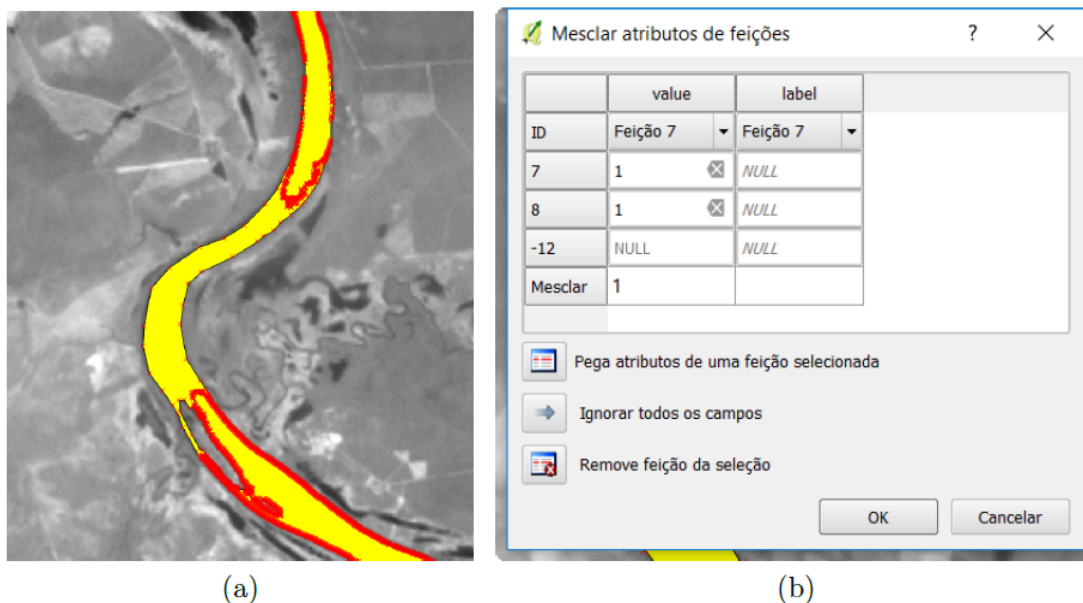 Mesclar atributos de feições
?
value label
ID Feição 7 Feição 7
7 1 NULL
8 1 NULL
-12 NULL NULL
Mesclar 1
Pega atributos de uma feição selecionada
Ignorar todos os campos
Remove feição da seleção
OK Cancelar
(a) (b)